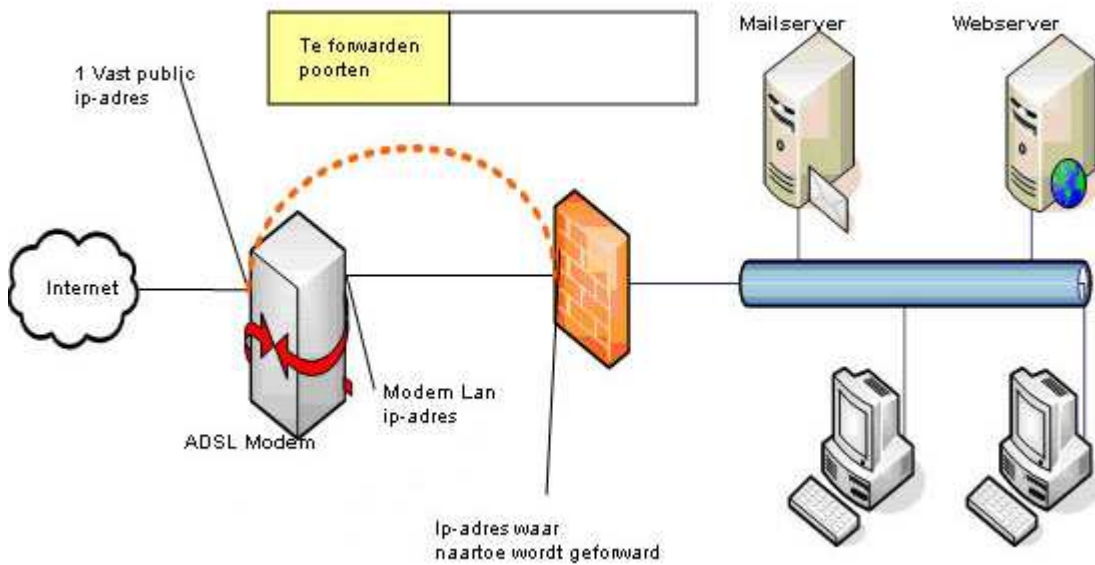 Mailserver
Webserver
Te forwarden
poorten
1 Vast public
ip-adres
Internet
Modem Lan
ip-adres
ADSL Modem
Ip-adres waar
naartoe wordt geforward